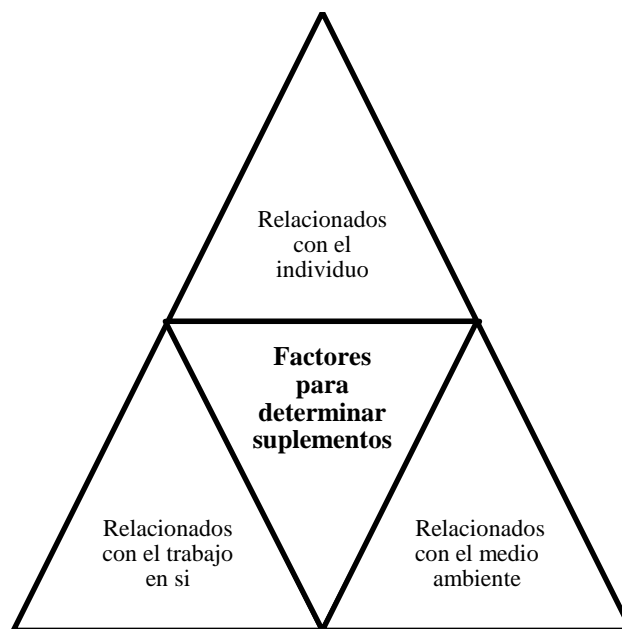 Relacionados
con el
individuo
Factores
para
determinar
suplementos
Relacionados
con el trabajo
en si
Relacionados
con el medio
ambiente